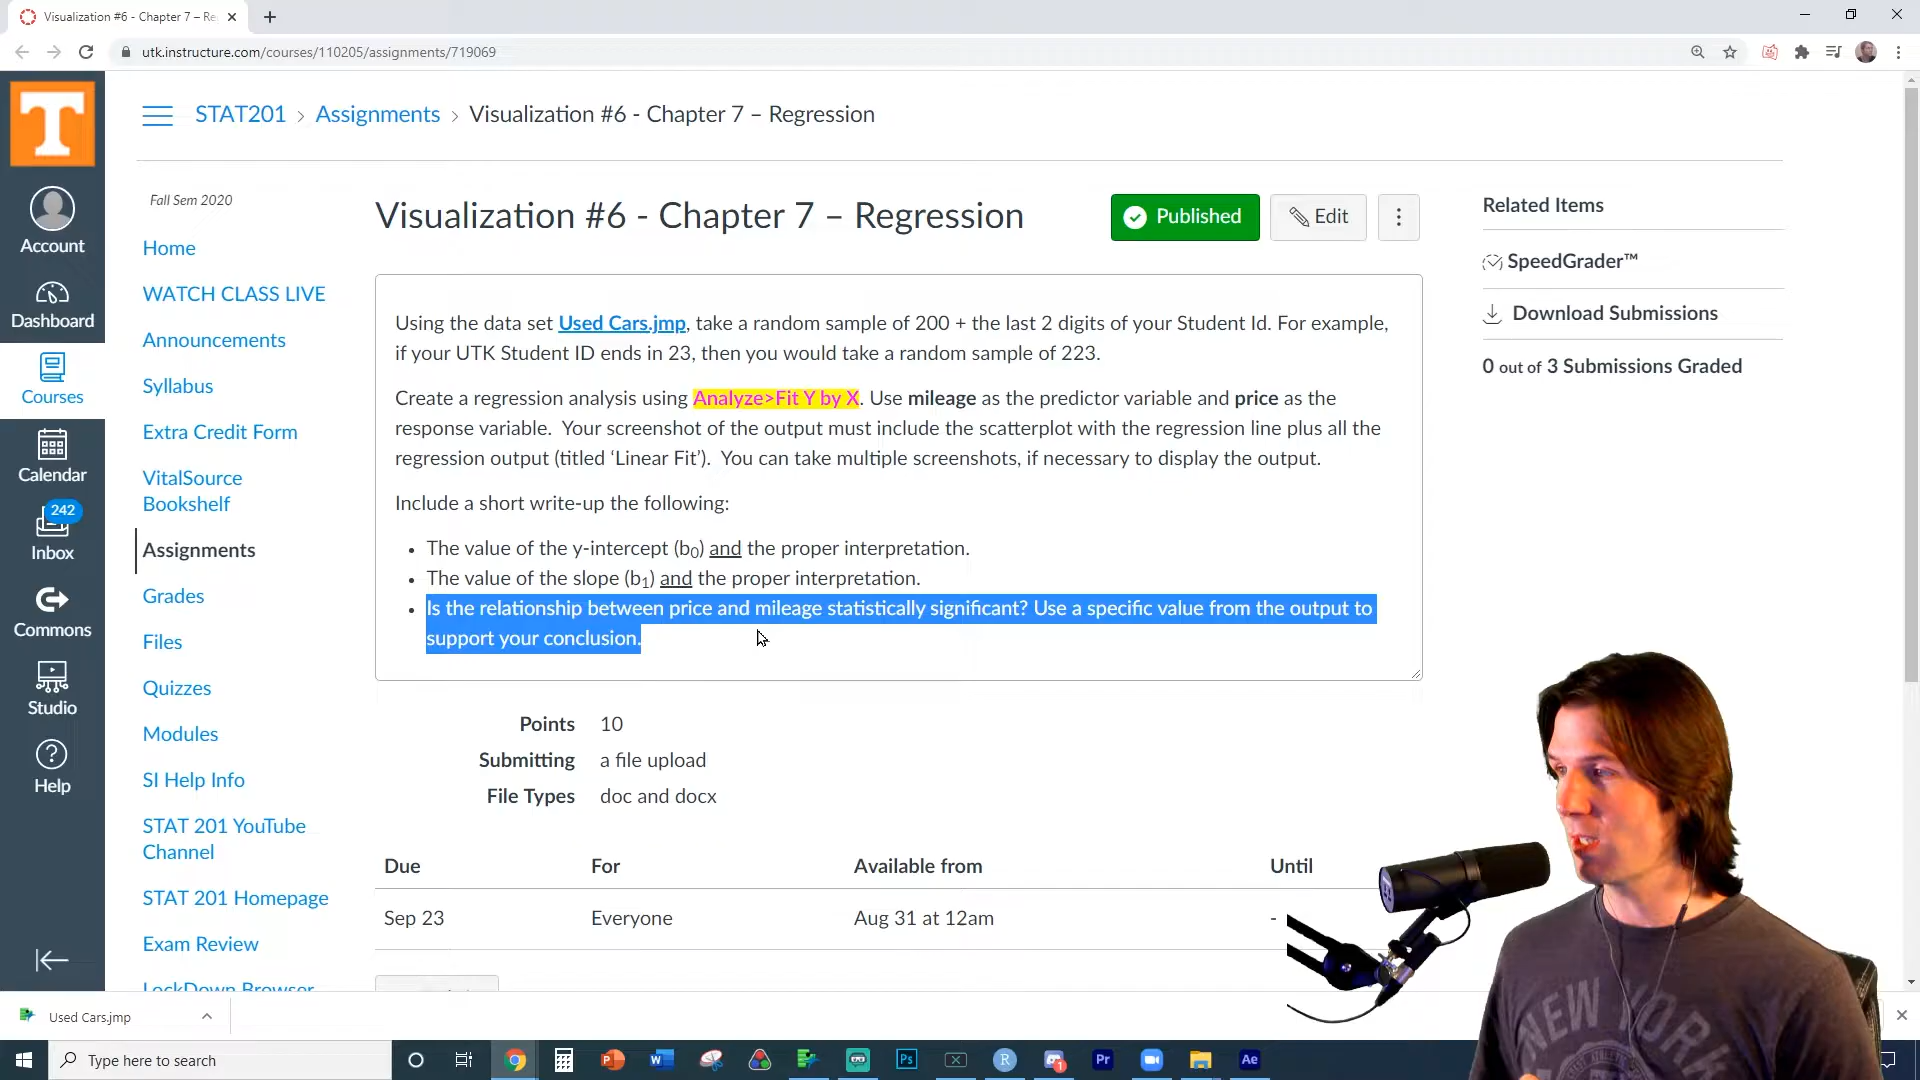 Visualization #6 - Chapter 7 – Re
utk.instructure.com/courses/110205/assignments/719069
T
STAT201 › Assignments › Visualization #6 - Chapter 7 – Regression
Account
Dashboard
Courses
Calendar
242
Inbox
Commons
Studio
Help
Fall Sem 2020
Home
WATCH CLASS LIVE
Announcements
Syllabus
Extra Credit Form
VitalSource
Bookshelf
Assignments
Grades
Files
Quizzes
Modules
SI Help Info
STAT 201 YouTube
Channel
STAT 201 Homepage
Exam Review
LockDown Browser
Visualization #6 - Chapter 7 – Regression
Published
Edit
Using the data set Used Cars.jmp, take a random sample of 200 + the last 2 digits of your Student Id. For example,
if your UTK Student ID ends in 23, then you would take a random sample of 223.
Create a regression analysis using Analyze>Fit Y by X. Use mileage as the predictor variable and price as the
response variable. Your screenshot of the output must include the scatterplot with the regression line plus all the
regression output (titled ‘Linear Fit’). You can take multiple screenshots, if necessary to display the output.
Include a short write-up the following:
• The value of the y-intercept (b0) and the proper interpretation.
• The value of the slope (b1) and the proper interpretation.
• Is the relationship between price and mileage statistically significant? Use a specific value from the output to
support your conclusion.
Points 10
Submitting a file upload
File Types doc and docx
Due For Available from Until
Sep 23 Everyone Aug 31 at 12am -
Related Items
SpeedGrader™
Download Submissions
0 out of 3 Submissions Graded
NEW YORK
Used Cars.jmp
Type here to search
P
W
Ps
R
1
Pr
Ae